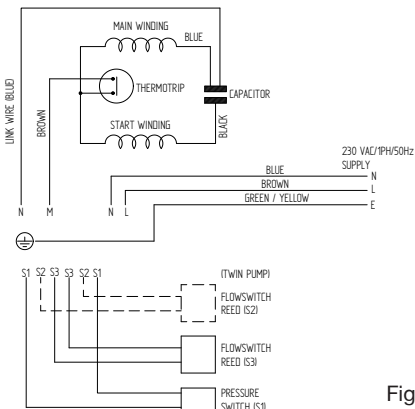 MAIN WINDING
BLUE
THERMOTRIP
CAPACITOR
LINK WIRE (BLUE)
BROWN
START WINDING
BLACK
230 VAC/1PH/50Hz
SUPPLY
BLUE
N
BROWN
L
GREEN / YELLOW
E
N M N L
S1 S2 S3 S3 S2 S1
(TWIN PUMP)
FLOWSWITCH
REED (S2)
FLOWSWITCH
REED (S3)
PRESSURE
SWITCH (S1)
Fig